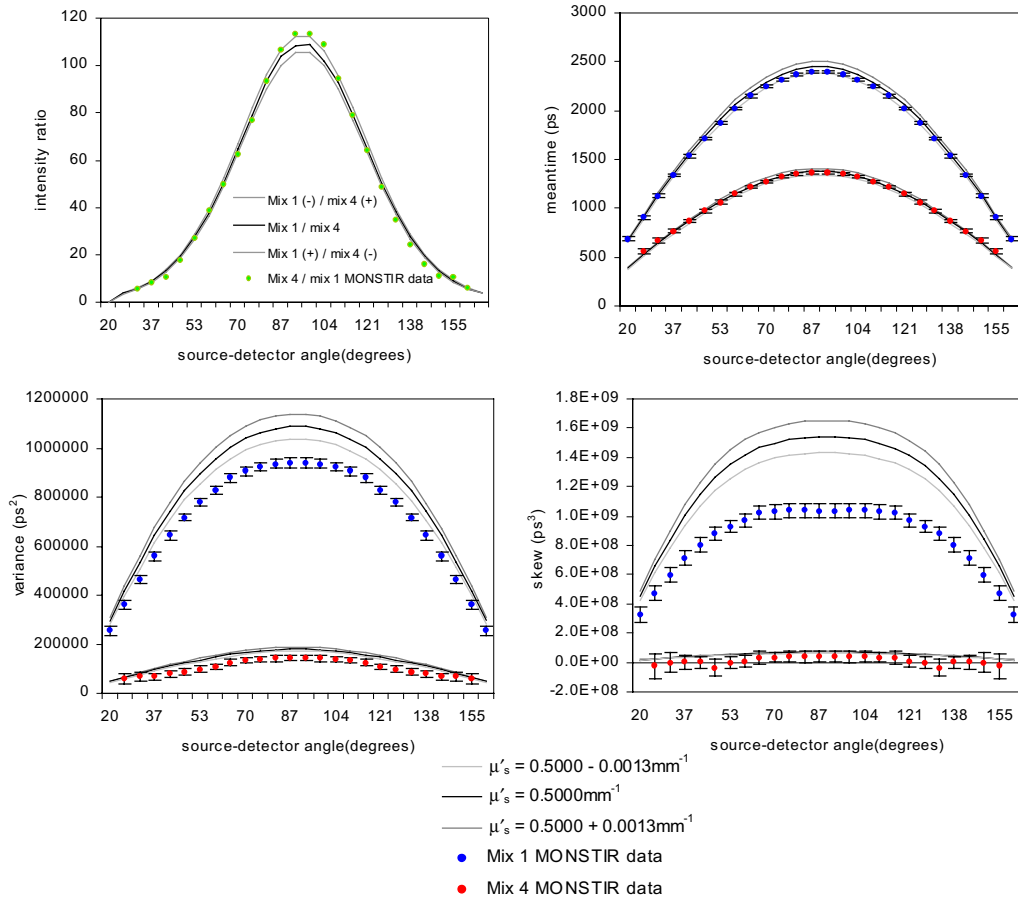 120
100
80
60
40
20
0
intensity ratio
Mix 1 (-) / mix 4 (+)
Mix 1 / mix 4
Mix 1 (+) / mix 4 (-)
Mix 4 / mix 1 MONSTIR data
20 37 53 70 87 104 121 138 155
source-detector angle(degrees)
3000
2500
2000
1500
1000
500
0
meantime (ps)
20 37 53 70 87 104 121 138 155
source-detector angle(degrees)
1200000
1000000
800000
600000
400000
200000
0
variance (ps²)
20 37 53 70 87 104 121 138 155
source-detector angle(degrees)
1.8E+09
1.6E+09
1.4E+09
1.2E+09
1.0E+09
8.0E+08
6.0E+08
4.0E+08
2.0E+08
0.0E+00
-2.0E+08
skew (ps³)
20 37 53 70 87 104 121 138 155
source-detector angle(degrees)
μ′s = 0.5000 - 0.0013mm⁻¹
μ′s = 0.5000mm⁻¹
μ′s = 0.5000 + 0.0013mm⁻¹
Mix 1 MONSTIR data
Mix 4 MONSTIR data